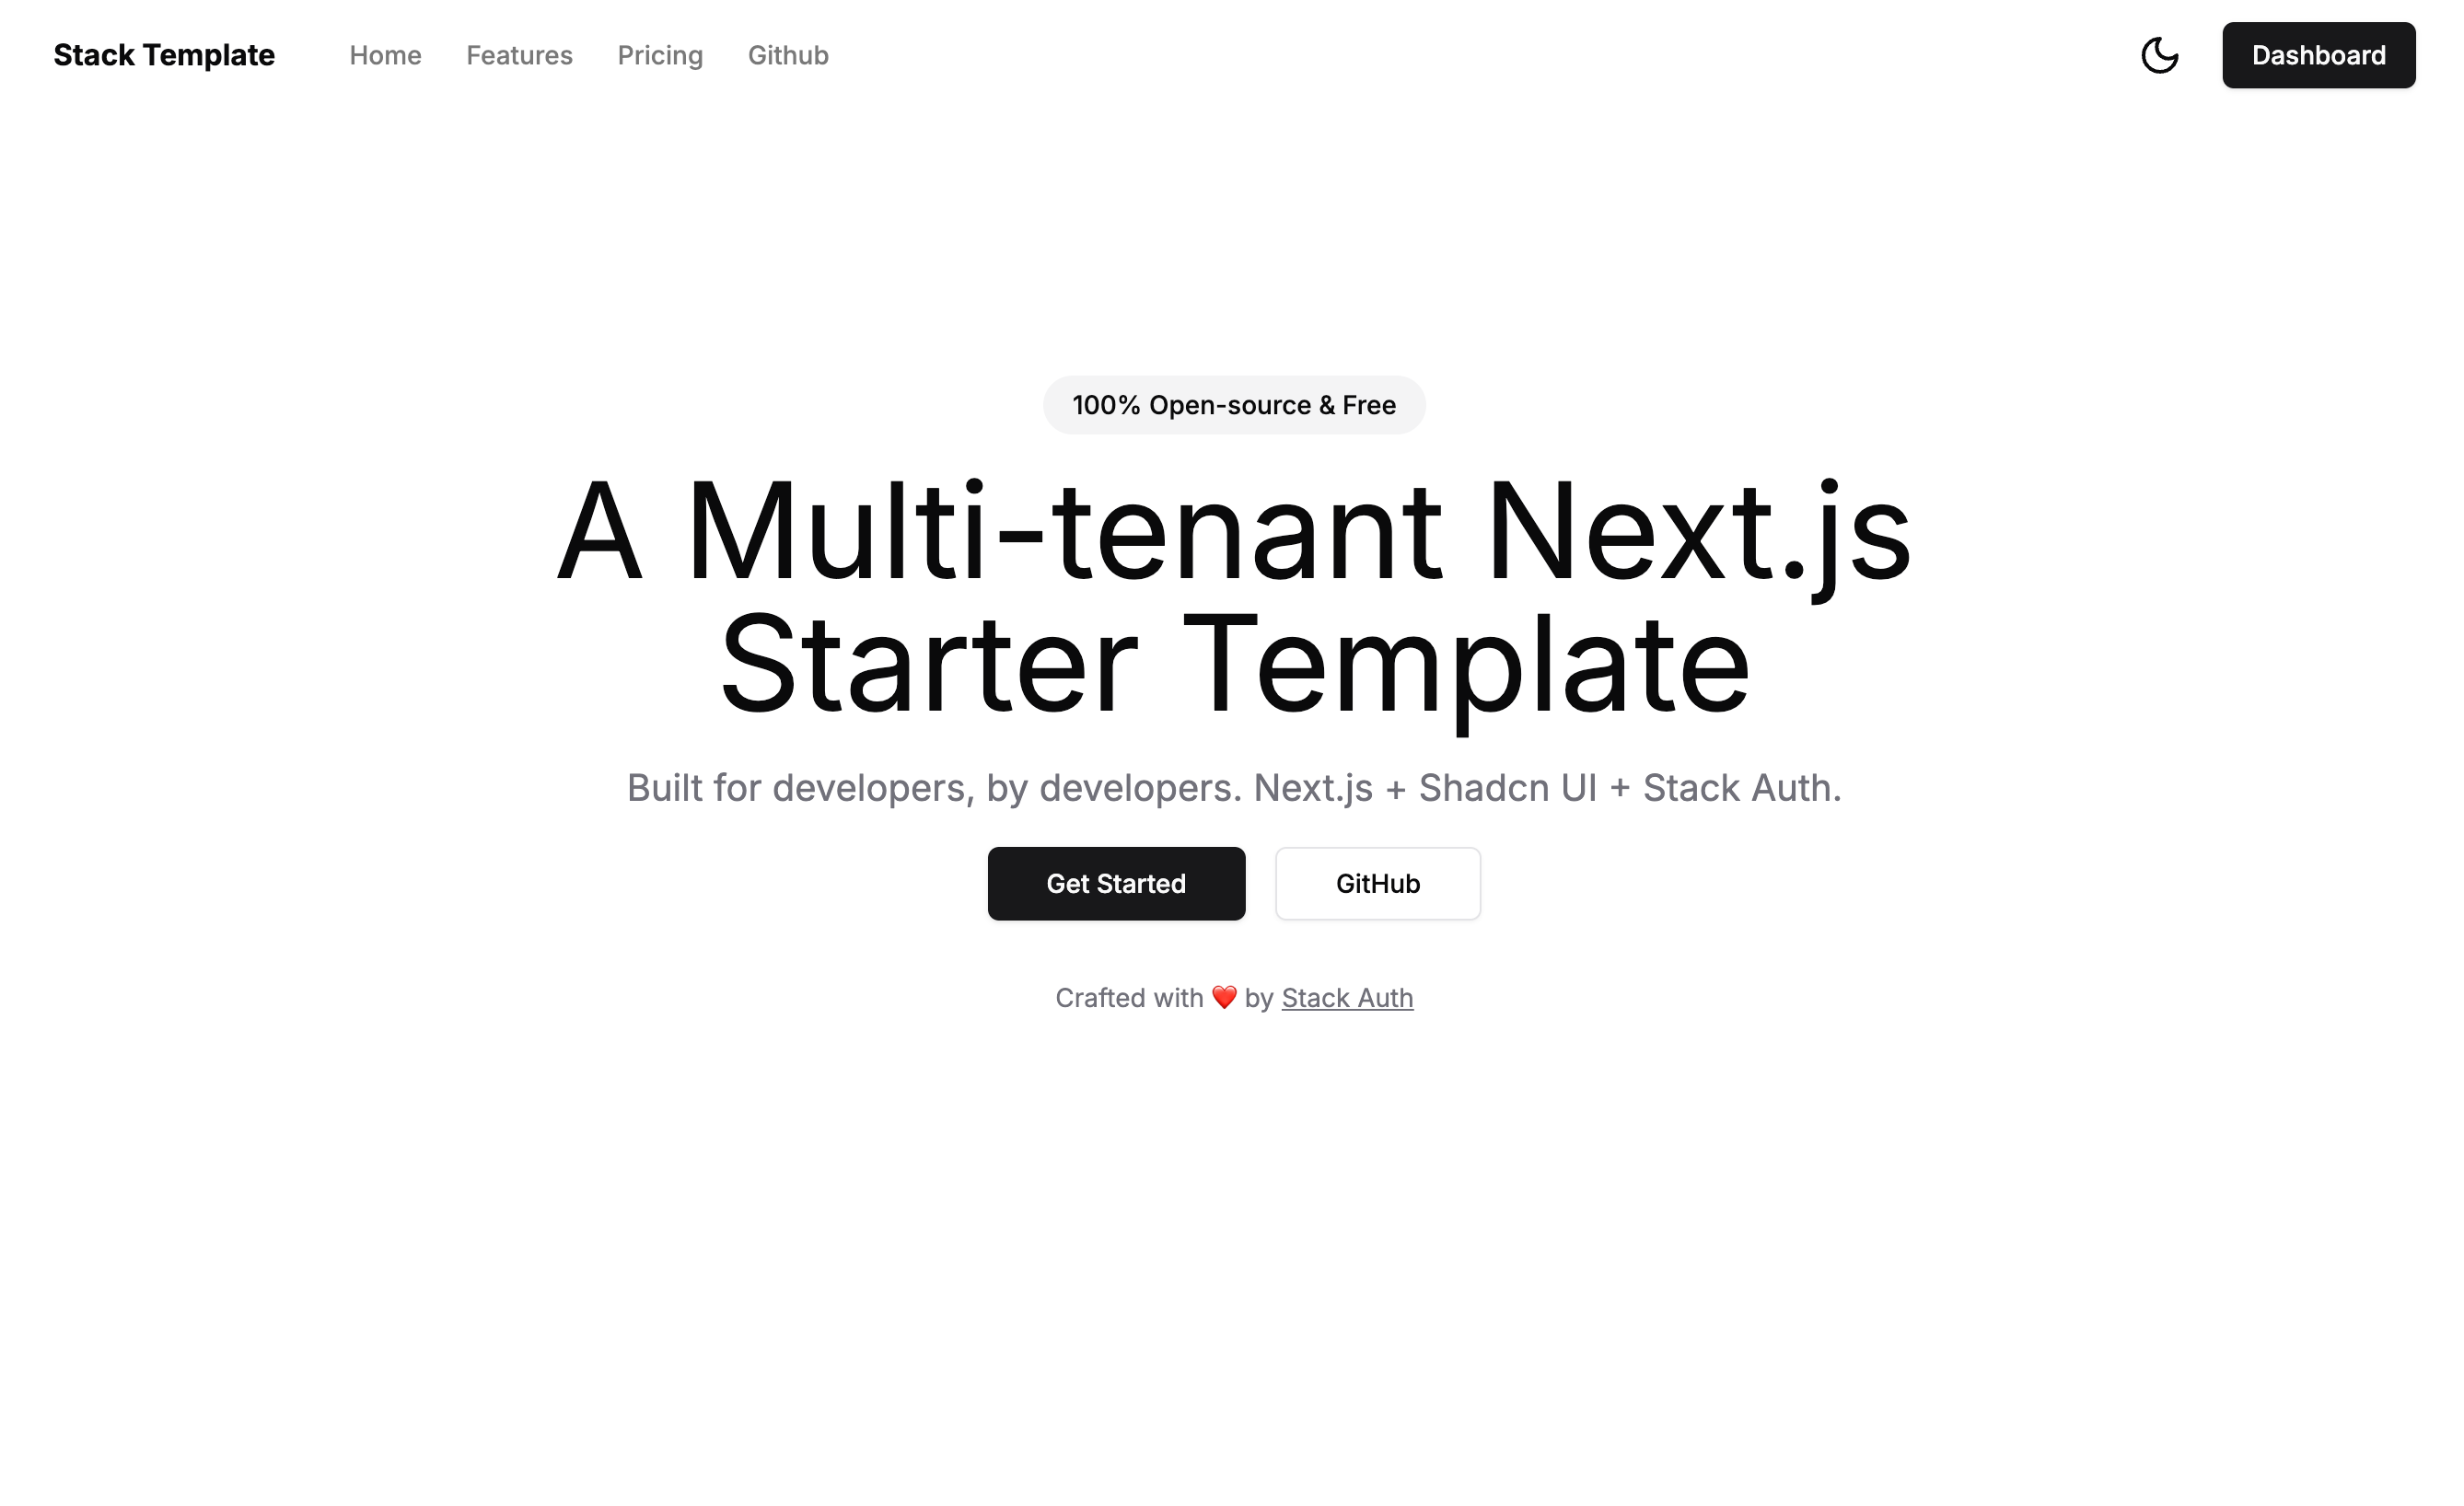 Stack Template
Home
Features
Pricing
Github
Dashboard
100% Open-source & Free
A Multi-tenant Next.js
Starter Template
Built for developers, by developers. Next.js + Shadcn UI + Stack Auth.
Get Started
GitHub
Crafted with ❤️ by Stack Auth